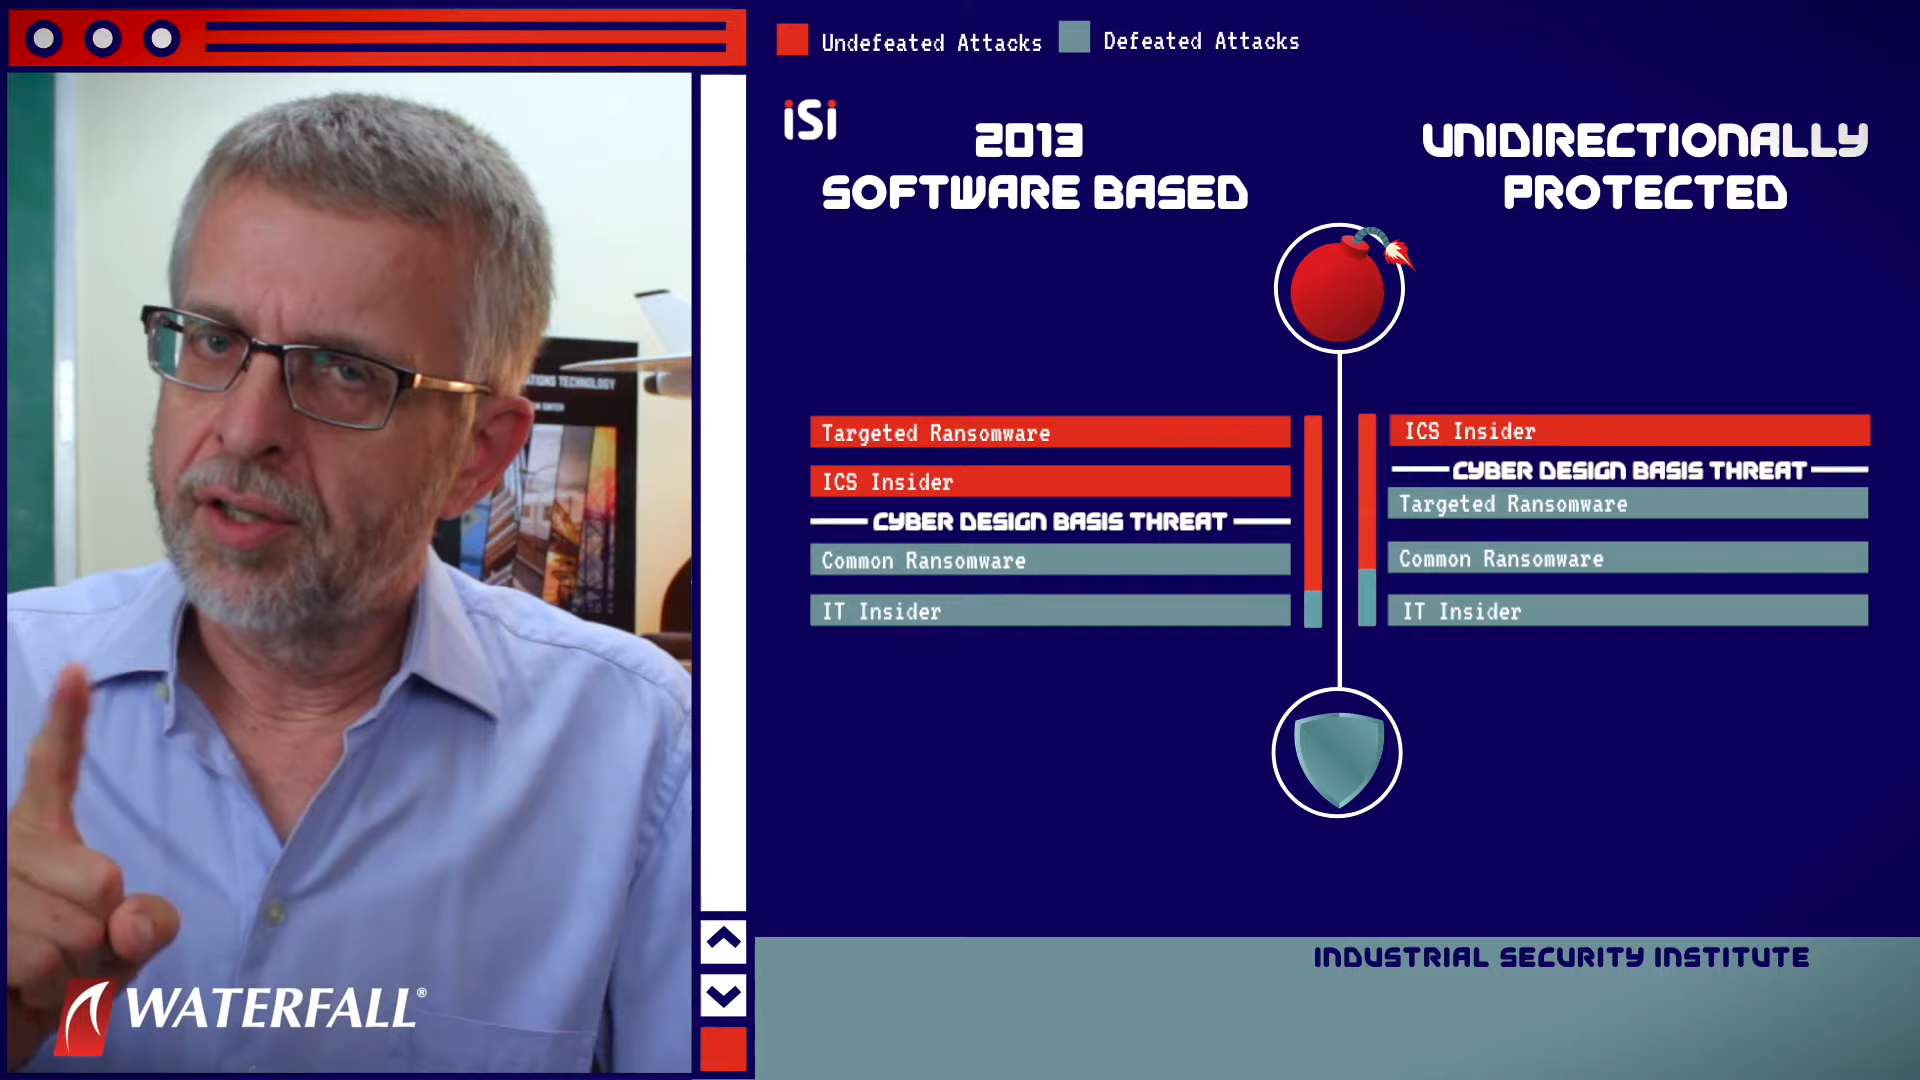 Undefeated Attacks
Defeated Attacks
iSi
2013
SOFTWARE BASED
UNIDIRECTIONALLY
PROTECTED
Targeted Ransomware
ICS Insider
CYBER DESIGN BASIS THREAT
Common Ransomware
IT Insider
ICS Insider
CYBER DESIGN BASIS THREAT
Targeted Ransomware
Common Ransomware
IT Insider
TECHNOLOGY
WATERFALL®
INDUSTRIAL SECURITY INSTITUTE